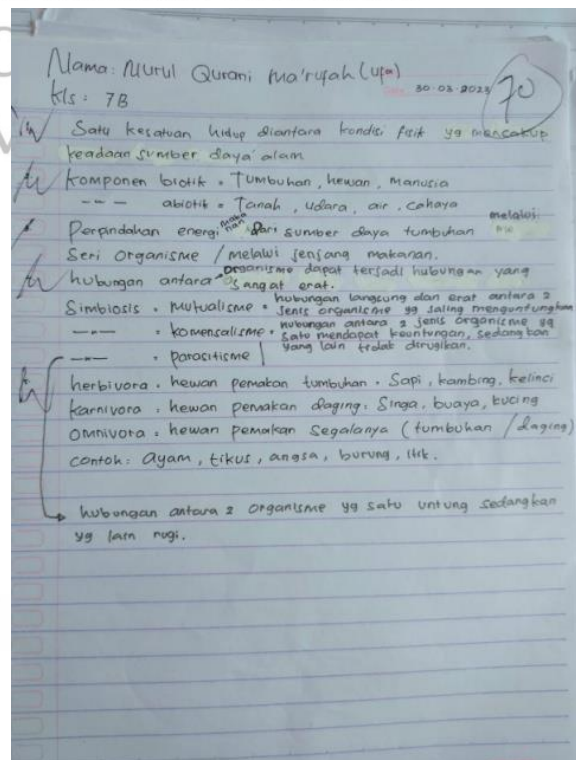 Nama: Nurul Qurani Ma'rufah (Upa)
30-03-2023
70
Kls: 7B
Satu kesatuan hidup diantara kondisi fisik yg mencakup
keadaan sumber daya alam
Komponen biotik = Tumbuhan, hewan, manusia
--- abiotik = Tanah, udara, air, cahaya
Perpindahan energi makanan dari sumber daya tumbuhan melalui
Seri organisme / melalui jenjang makanan.
hubungan antara organisme dapat terjadi hubungan yang
sangat erat.
Simbiosis = Mutualisme = hubungan langsung dan erat antara 2
jenis organisme yg saling menguntungkan
--- = komensalisme = hubungan antara 2 jenis organisme yg
satu mendapat keuntungan, sedangkan
yang lain tidak dirugikan.
--- = parasitisme
herbivora = hewan pemakan tumbuhan = Sapi, kambing, kelinci
karnivora = hewan pemakan daging: Singa, buaya, kucing
omnivora = hewan pemakan segalanya (tumbuhan / daging)
contoh: ayam, tikus, angsa, burung, itik.
hubungan antara 2 organisme yg satu untung sedangkan
yg lain rugi.